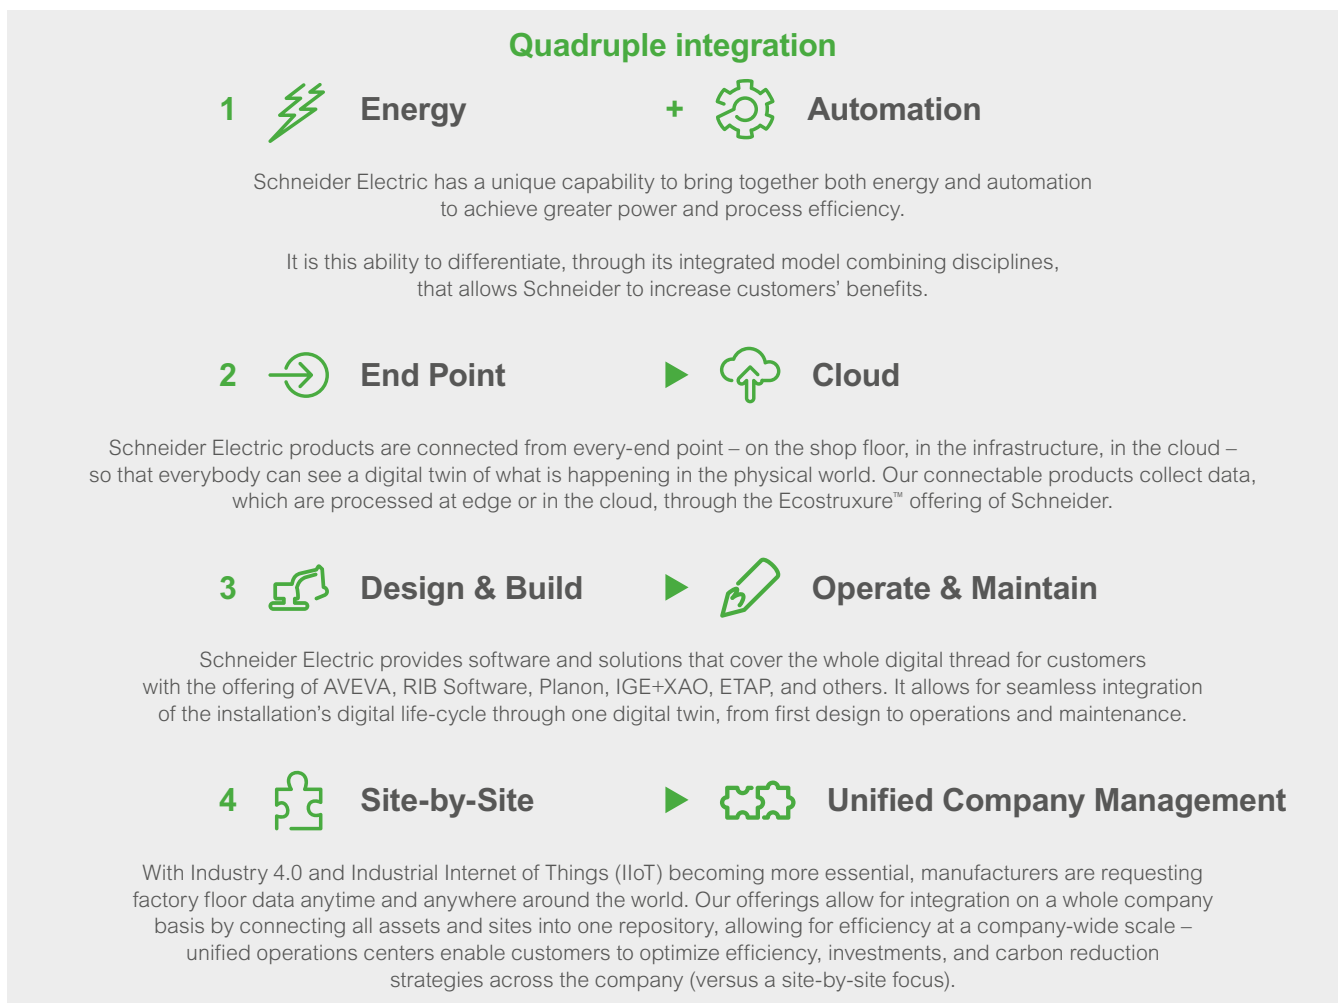 Quadruple integration
1 Energy + Automation
Schneider Electric has a unique capability to bring together both energy and automation
to achieve greater power and process efficiency.
It is this ability to differentiate, through its integrated model combining disciplines,
that allows Schneider to increase customers’ benefits.
2 End Point Cloud
Schneider Electric products are connected from every-end point – on the shop floor, in the infrastructure, in the cloud –
so that everybody can see a digital twin of what is happening in the physical world. Our connectable products collect data,
which are processed at edge or in the cloud, through the Ecostruxure™ offering of Schneider.
3 Design & Build Operate & Maintain
Schneider Electric provides software and solutions that cover the whole digital thread for customers
with the offering of AVEVA, RIB Software, Planon, IGE+XAO, ETAP, and others. It allows for seamless integration
of the installation’s digital life-cycle through one digital twin, from first design to operations and maintenance.
4 Site-by-Site Unified Company Management
With Industry 4.0 and Industrial Internet of Things (IIoT) becoming more essential, manufacturers are requesting
factory floor data anytime and anywhere around the world. Our offerings allow for integration on a whole company
basis by connecting all assets and sites into one repository, allowing for efficiency at a company-wide scale –
unified operations centers enable customers to optimize efficiency, investments, and carbon reduction
strategies across the company (versus a site-by-site focus).